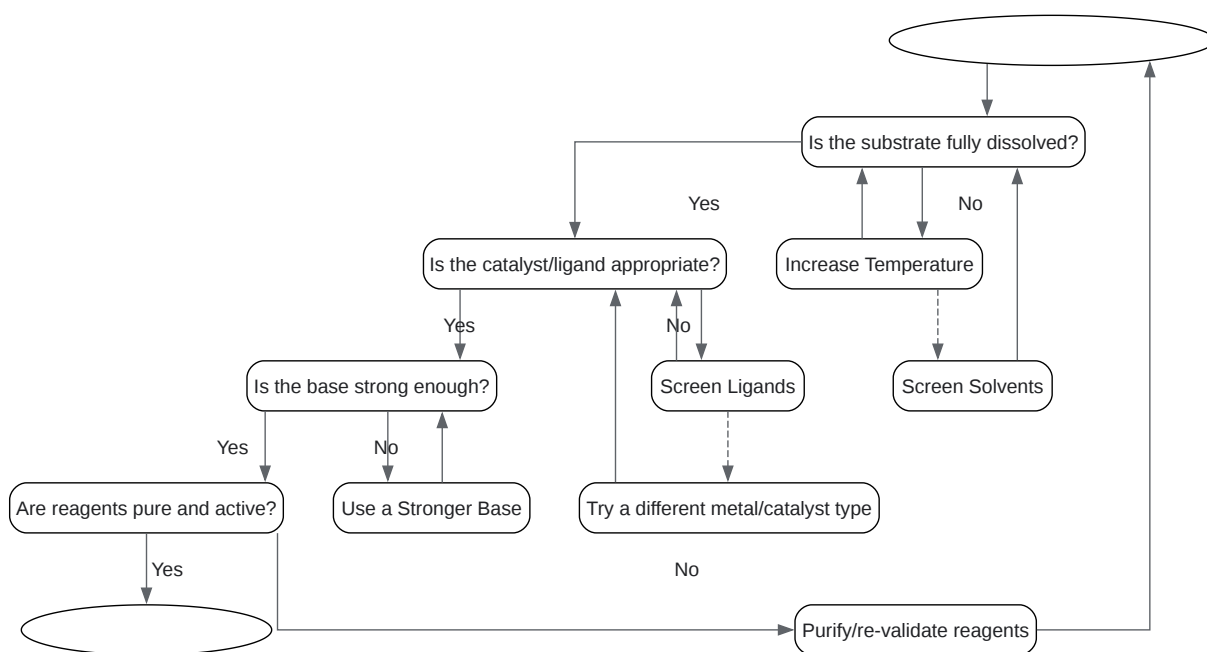 Is the substrate fully dissolved?
Yes
No
Is the catalyst/ligand appropriate?
Increase Temperature
Yes
No
Is the base strong enough?
Screen Ligands
Screen Solvents
Yes
No
Are reagents pure and active?
Use a Stronger Base
Try a different metal/catalyst type
Yes
No
Purify/re-validate reagents